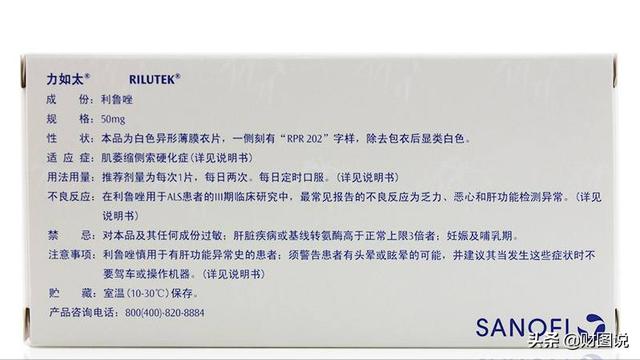 力如太® RILUTEK®
成 份：利鲁唑
规 格：50mg
性 状：本品为白色异形薄膜衣片，一侧刻有“RPR 202”字样，除去包衣后显类白色。
适 应 症：肌萎缩侧索硬化症(详见说明书)
用法用量：推荐剂量为每次1片，每日两次。每日定时口服。(详见说明书)
不良反应：在利鲁唑用于ALS患者的III期临床研究中，最常见报告的不良反应为乏力、恶心和肝功能检测异常。(详见
说明书)
禁 忌：对本品及其任何成份过敏；肝脏疾病或基线转氨酶高于正常上限3倍者；妊娠及哺乳期。
注意事项：利鲁唑慎用于有肝功能异常史的患者；须警告患者有头晕或眩晕的可能，并建议其当发生这些症状时不
要驾车或操作机器。(详见说明书)
贮 藏：室温(10-30℃)保存。
产品咨询电话：800(400)-820-8884
SANOFI
头条 @财图说